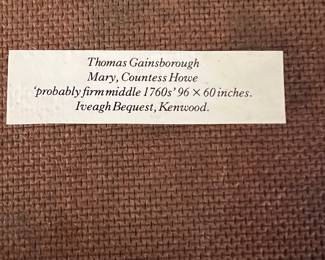 Thomas Gainsborough
Mary, Countess Howe
‘probably firm middle 1760s’ 96 × 60 inches.
Iveagh Bequest, Kenwood.